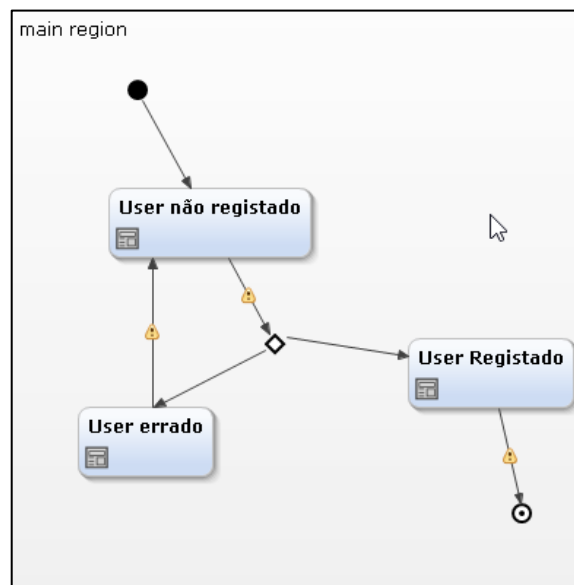 main region
User não registado
User Registado
User errado